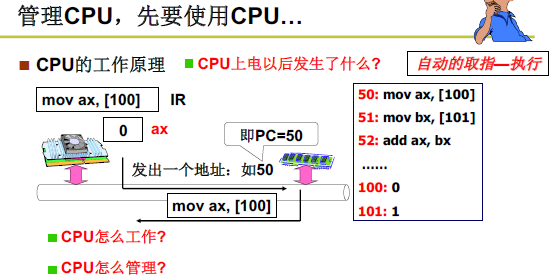 管理CPU，先要使用CPU…
CPU的工作原理
CPU上电以后发生了什么?
自动的取指—执行
mov ax, [100]
IR
0
ax
即PC=50
发出一个地址：如50
mov ax, [100]
50: mov ax, [100]
51: mov bx, [101]
52: add ax, bx
……
100: 0
101: 1
CPU怎么工作?
CPU怎么管理?